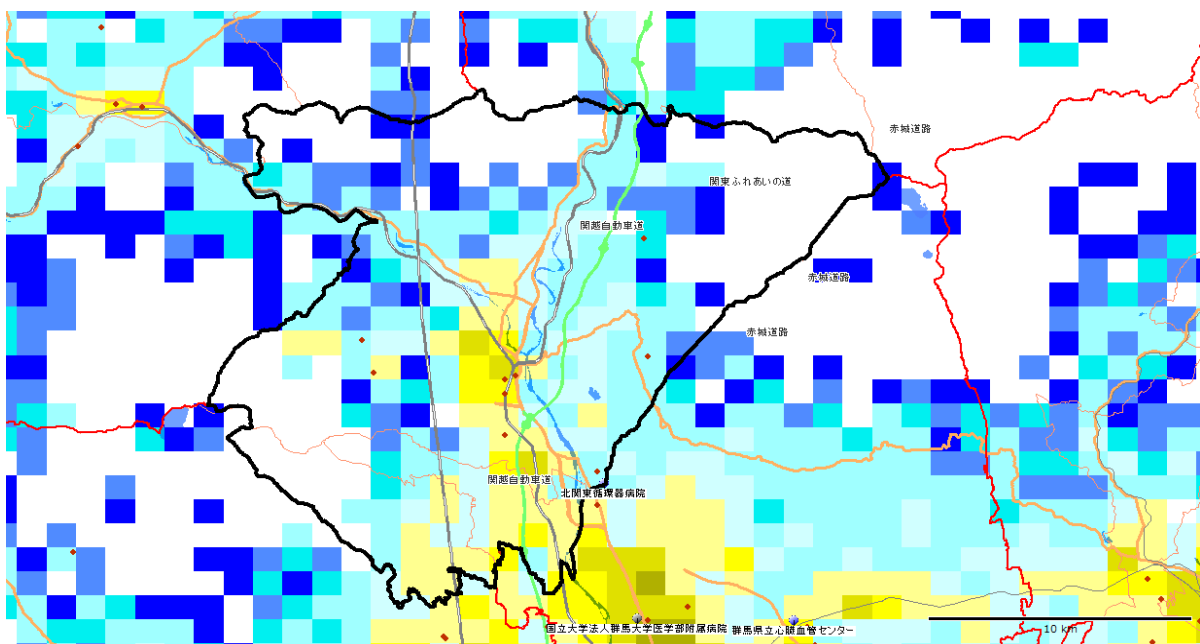 赤城道路
関東ふれあいの道
関越自動車道
赤城道路
赤城道路
関越自動車道
北関東循環器病院
国立大学法人群馬大学医学部附属病院
群馬県立心臓血管センター
10 km